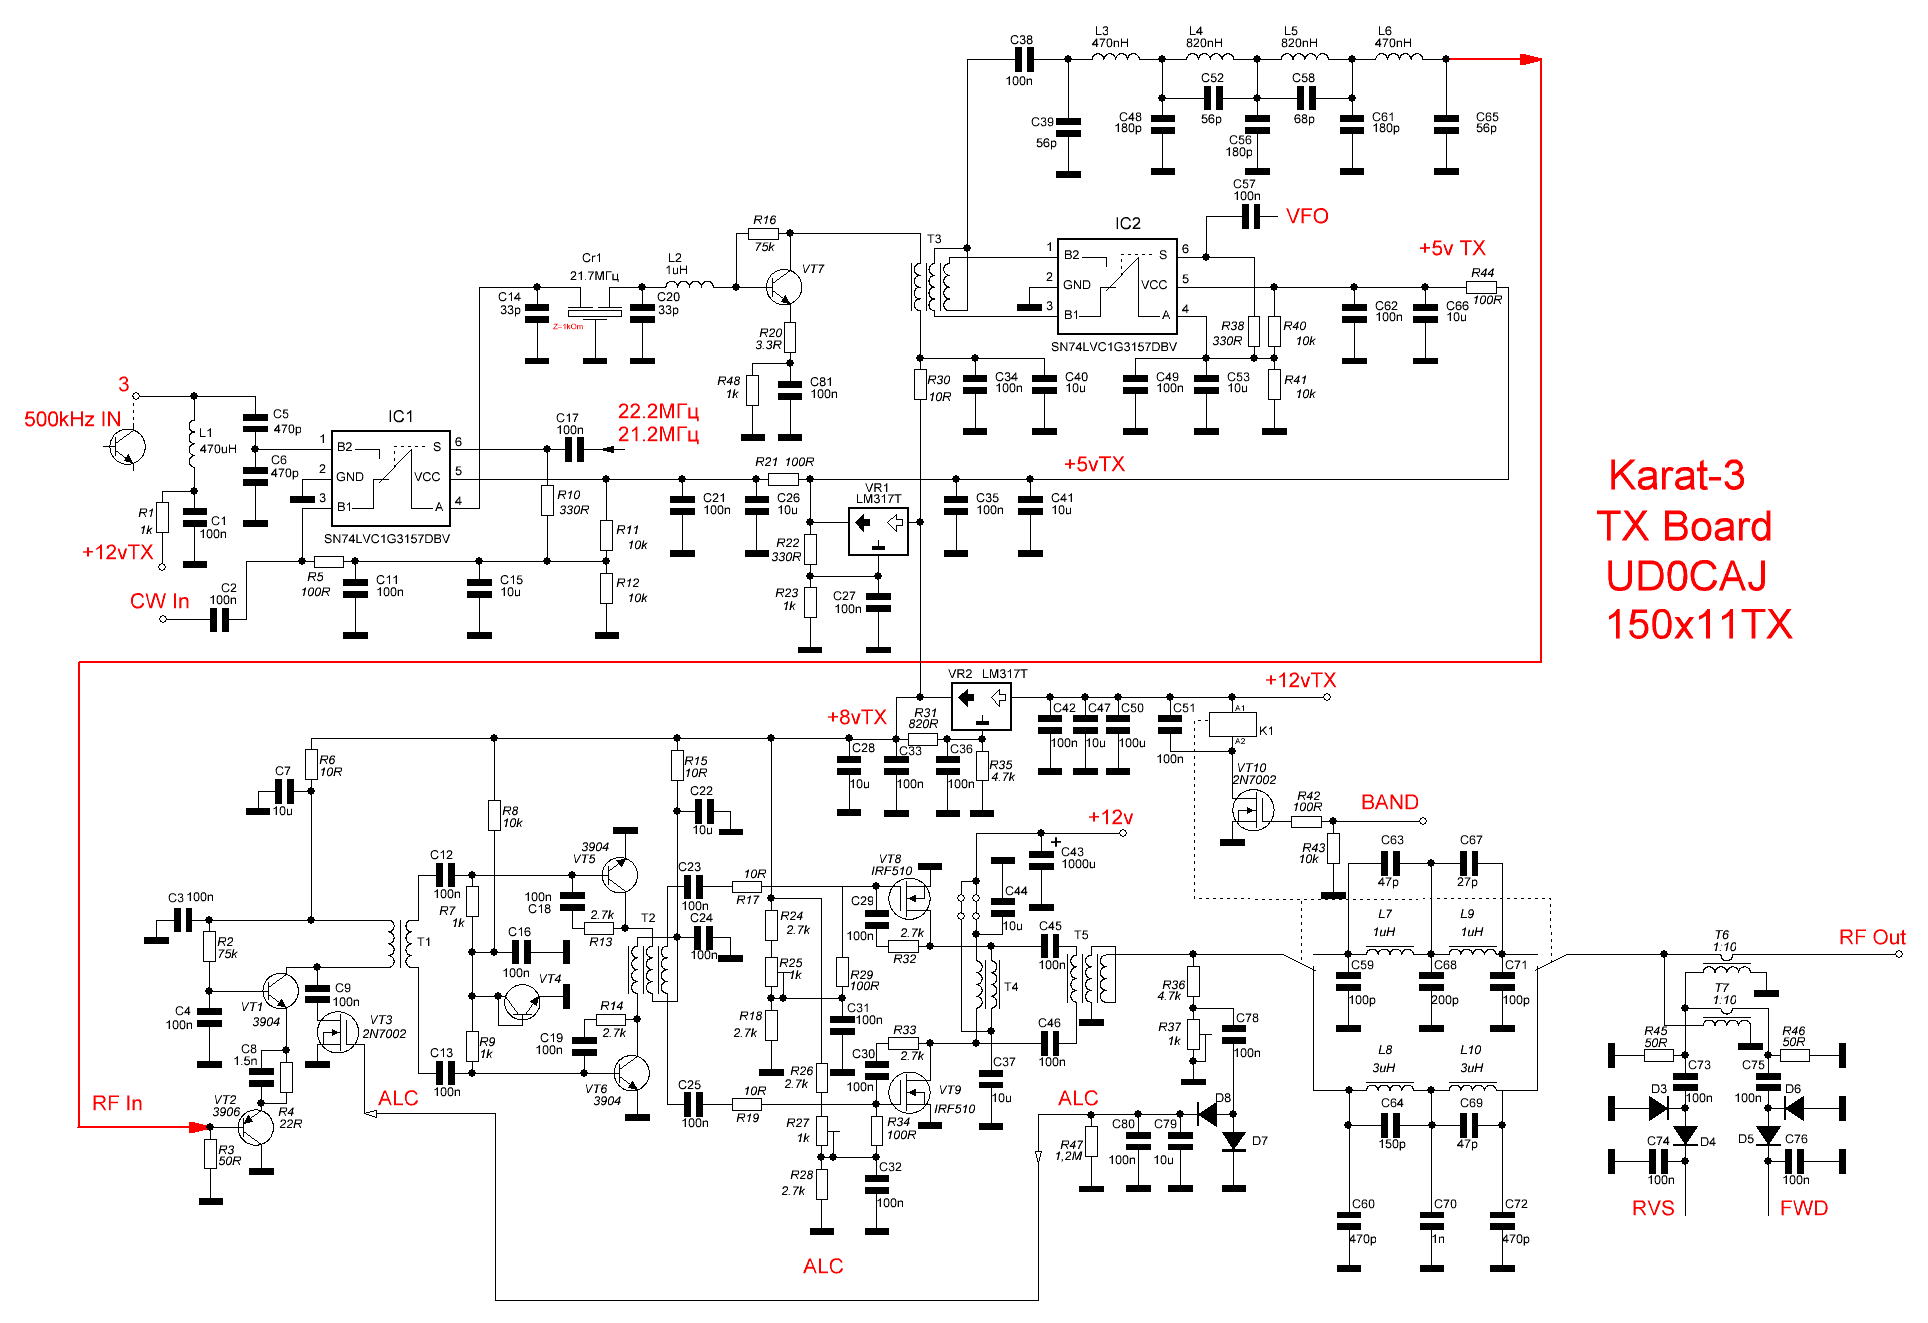 C38
100n
L3
470nH
L4
820nH
L5
820nH
L6
470nH
C39
56p
C48
180p
C52
56p
C56
180p
C58
68p
C61
180p
C65
56p
C57
100n
VFO
R16
75k
VT7
T3
IC2
1
B2
S
6
2
GND
VCC
5
3
B1
A
4
SN74LVC1G3157DBV
+5v TX
R44
100R
Cr1
21.7МГц
Z=1kOm
L2
1uH
C14
33p
C20
33p
R20
3.3R
R48
1k
C81
100n
R30
10R
C34
100n
C40
10u
C49
100n
C53
10u
R38
330R
R40
10k
R41
10k
C62
100n
C66
10u
3
500kHz IN
L1
470uH
C5
470p
C6
470p
R1
1k
C1
100n
+12vTX
IC1
1
B2
S
6
2
GND
VCC
5
3
B1
A
4
SN74LVC1G3157DBV
C17
100n
22.2МГц
21.2МГц
R10
330R
R11
10k
R12
10k
C21
100n
C26
10u
R21 100R
VR1
LM317T
R22
330R
R23
1k
C27
100n
+5vTX
C35
100n
C41
10u
CW In
C2
100n
R5
100R
C11
100n
C15
10u
Karat-3
TX Board
UD0CAJ
150x11TX
VR2 LM317T
+12vTX
+8vTX
R31
820R
C28
10u
C33
100n
C36
100n
R35
4.7k
C42
100n
C47
10u
C50
100u
C51
100n
A1
K1
A2
VT10
2N7002
R42
100R
BAND
R43
10k
R6
10R
C7
10u
R8
10k
R15
10R
C22
10u
+12v
C43
1000u
+
C44
10u
C3 100n
R2
75k
C4
100n
VT1
3904
C9
100n
VT3
2N7002
C8
1.5n
R4
22R
VT2
3906
R3
50R
RF In
ALC
T1
C12
100n
R7
1k
C16
100n
VT4
R9
1k
C13
100n
3904
VT5
100n
C18
2.7k
R13
R14
2.7k
C19
100n
VT6
3904
T2
C23
100n
C24
100n
C25
100n
10R
R17
10R
R19
R24
2.7k
R25
1k
R18
2.7k
R29
100R
C31
100n
R26
2.7k
R27
1k
R28
2.7k
C29
100n
C30
100n
R34
100R
C32
100n
VT8
IRF510
2.7k
R32
R33
2.7k
VT9
IRF510
T4
C37
10u
C45
100n
C46
100n
T5
ALC
ALC
R36
4.7k
R37
1k
C78
100n
D8
D7
R47
1,2M
C80
100n
C79
10u
C63
47p
C67
27p
L7
1uH
L9
1uH
C59
100p
C68
200p
C71
100p
L8
3uH
L10
3uH
C64
150p
C69
47p
C60
470p
C70
1n
C72
470p
RF Out
T6
1:10
T7
1:10
R45
50R
R46
50R
C73
100n
C75
100n
D3
D4
D5
D6
C74
100n
C76
100n
RVS
FWD